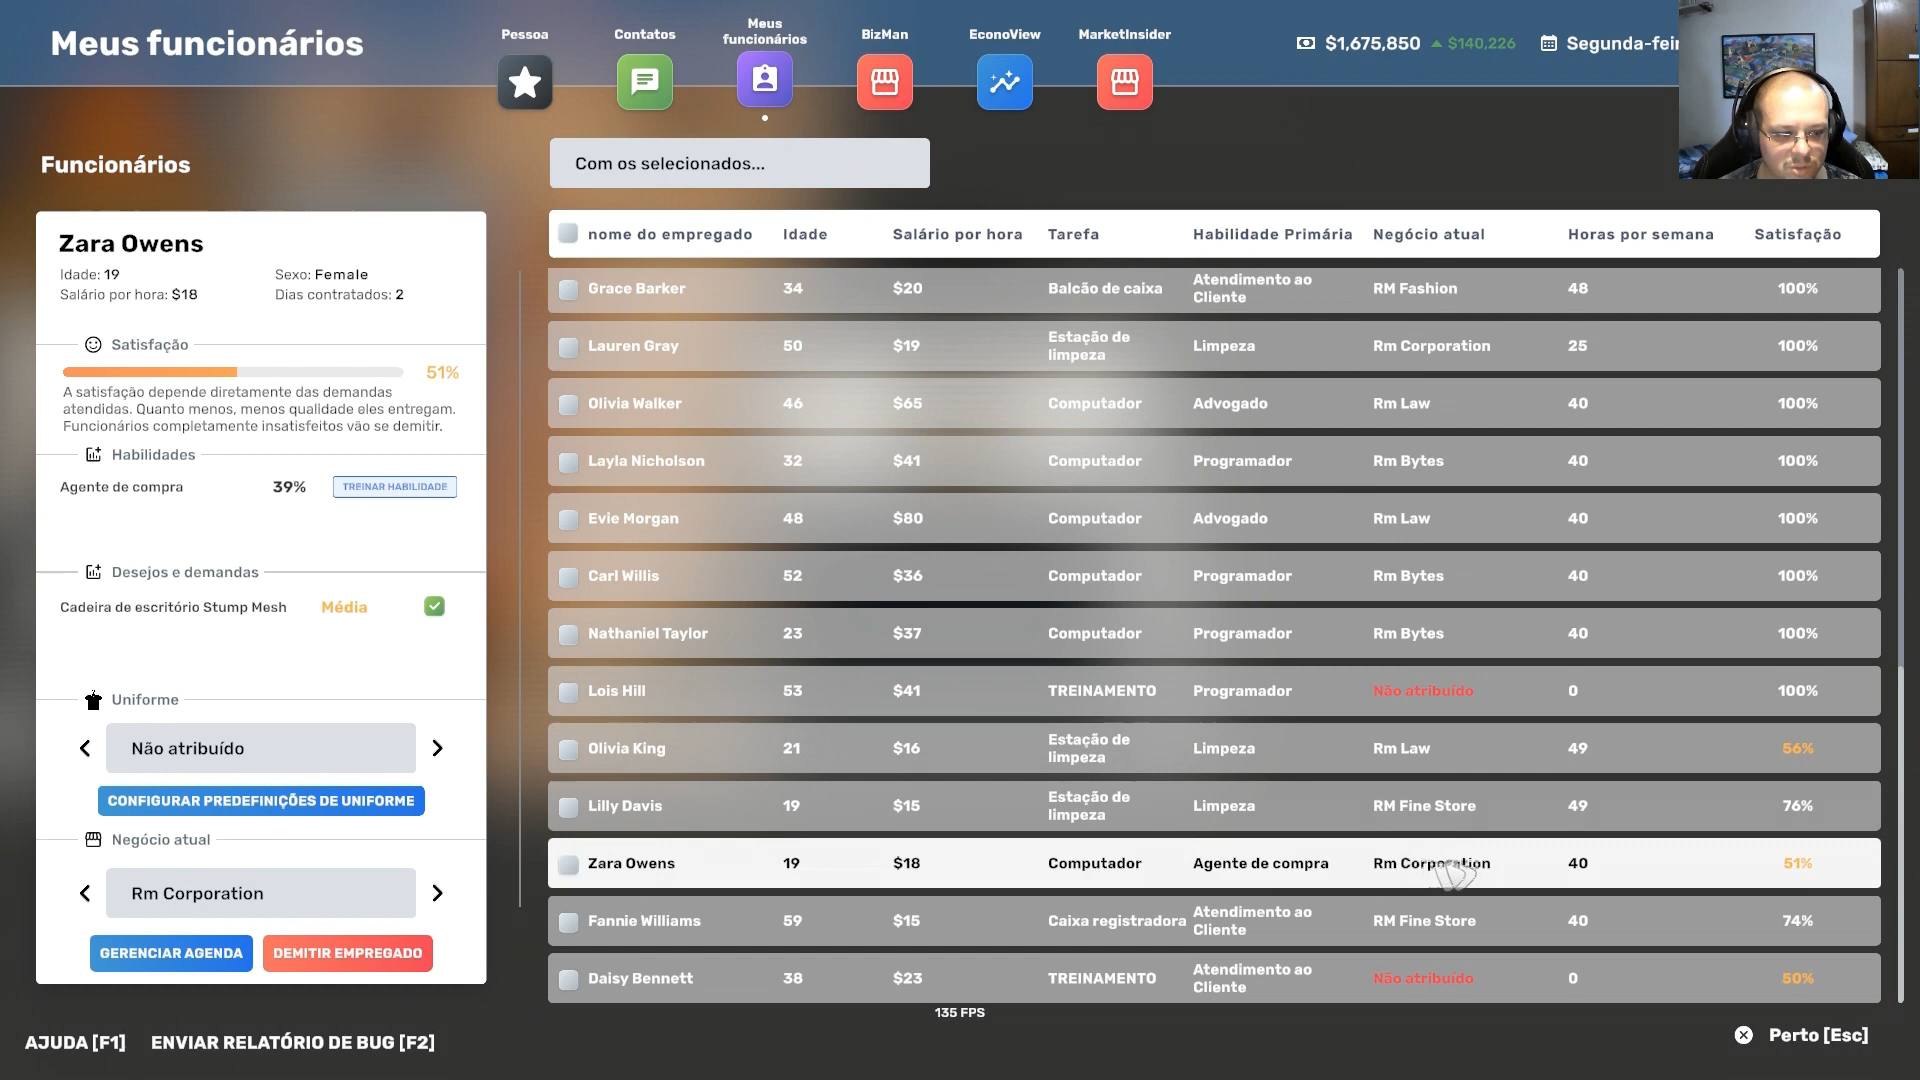 Meus funcionários
Pessoa
Contatos
Meus
funcionários
BizMan
EconoView
MarketInsider
$1,675,850
$140,226
Segunda-feir
Funcionários
Com os selecionados...
Zara Owens
Idade: 19
Sexo: Female
Salário por hora: $18
Dias contratados: 2
Satisfação
51%
A satisfação depende diretamente das demandas
atendidas. Quanto menos, menos qualidade eles entregam.
Funcionários completamente insatisfeitos vão se demitir.
Habilidades
Agente de compra
39%
TREINAR HABILIDADE
Desejos e demandas
Cadeira de escritório Stump Mesh
Média
Uniforme
Não atribuído
CONFIGURAR PREDEFINIÇÕES DE UNIFORME
Negócio atual
Rm Corporation
GERENCIAR AGENDA
DEMITIR EMPREGADO
nome do empregado Idade Salário por hora Tarefa Habilidade Primária Negócio atual Horas por semana Satisfação
Grace Barker 34 $20 Balcão de caixa Atendimento ao
Cliente RM Fashion 48 100%
Lauren Gray 50 $19 Estação de
limpeza Limpeza Rm Corporation 25 100%
Olivia Walker 46 $65 Computador Advogado Rm Law 40 100%
Layla Nicholson 32 $41 Computador Programador Rm Bytes 40 100%
Evie Morgan 48 $80 Computador Advogado Rm Law 40 100%
Carl Willis 52 $36 Computador Programador Rm Bytes 40 100%
Nathaniel Taylor 23 $37 Computador Programador Rm Bytes 40 100%
Lois Hill 53 $41 TREINAMENTO Programador Não atribuído 0 100%
Olivia King 21 $16 Estação de
limpeza Limpeza Rm Law 49 56%
Lilly Davis 19 $15 Estação de
limpeza Limpeza RM Fine Store 49 76%
Zara Owens 19 $18 Computador Agente de compra Rm Corporation 40 51%
Fannie Williams 59 $15 Caixa registradora Atendimento ao
Cliente RM Fine Store 40 74%
Daisy Bennett 38 $23 TREINAMENTO Atendimento ao
Cliente Não atribuído 0 50%
135 FPS
AJUDA [F1]
ENVIAR RELATÓRIO DE BUG [F2]
Perto [Esc]